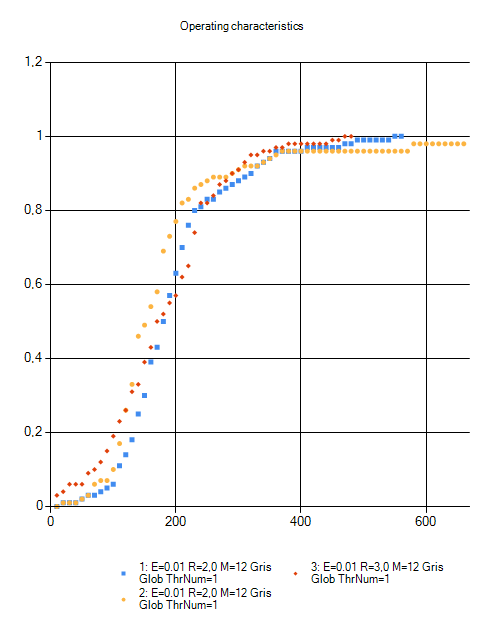 Operating characteristics
1,2
1
0,8
0,6
0,4
0,2
0
0 200 400 600
1: E=0.01 R=2,0 M=12 Gris
Glob ThrNum=1
2: E=0.01 R=2,0 M=12 Gris
Glob ThrNum=1
3: E=0.01 R=3,0 M=12 Gris
Glob ThrNum=1